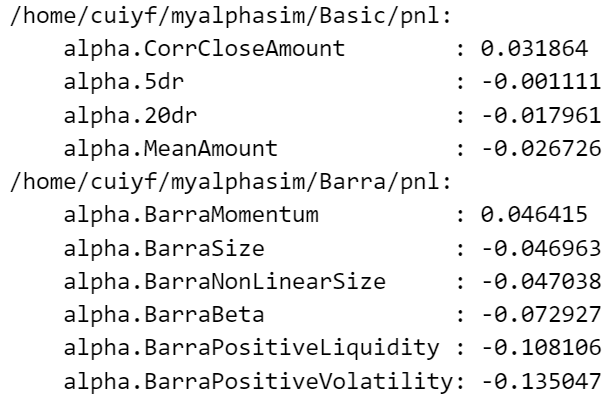 /home/cuiyf/myalphasim/Basic/pnl:
    alpha.CorrCloseAmount        : 0.031864
    alpha.5dr                    : -0.001111
    alpha.20dr                   : -0.017961
    alpha.MeanAmount             : -0.026726
/home/cuiyf/myalphasim/Barra/pnl:
    alpha.BarraMomentum          : 0.046415
    alpha.BarraSize              : -0.046963
    alpha.BarraNonLinearSize     : -0.047038
    alpha.BarraBeta              : -0.072927
    alpha.BarraPositiveLiquidity : -0.108106
    alpha.BarraPositiveVolatility: -0.135047